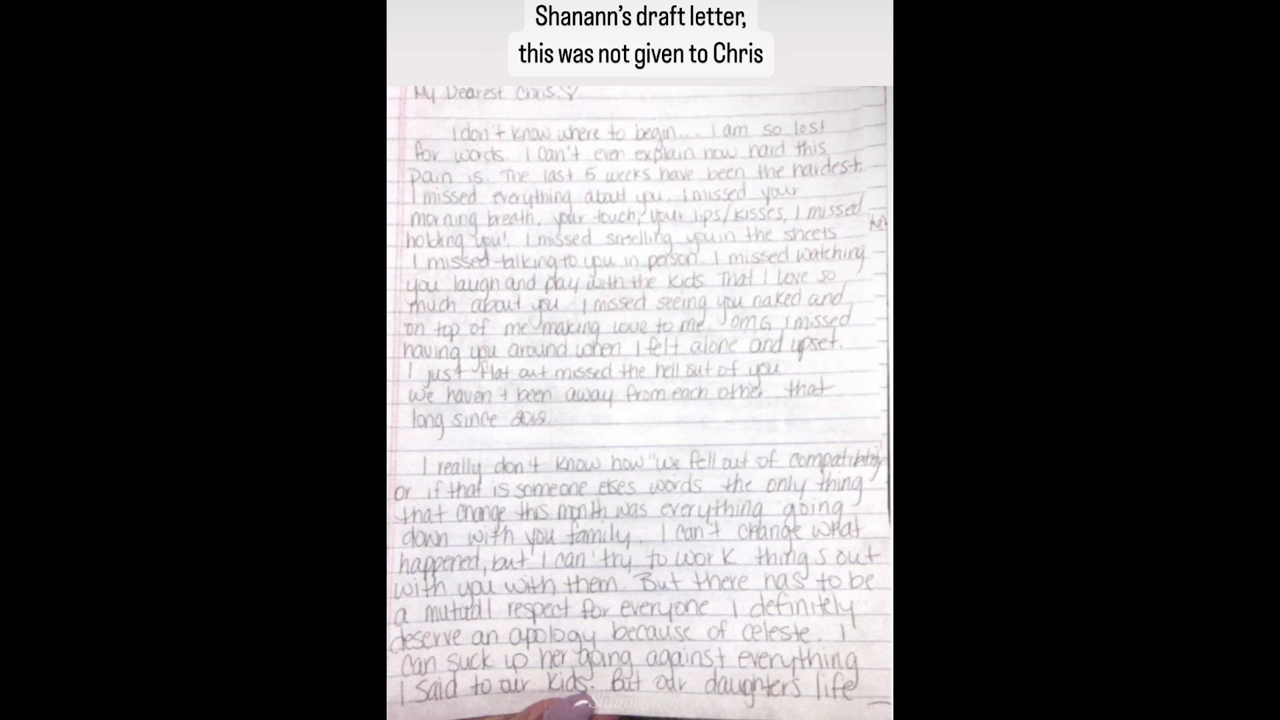 Shanann's draft letter,
this was not given to Chris
My Dearest Chris ♡
I don't know where to begin... I am so lost
for words. I can't even explain how hard this
pain is. The last 5 weeks have been the hardest.
I missed everything about you. I missed your
morning breath, your touch, your lips/kisses, I missed
holding you! I missed smelling you in the sheets
I missed talking to you in person. I missed watching
you laugh and play with the kids that I love so
much about you. I missed seeing you naked and
on top of me making love to me. OMG I missed
having you around when I felt alone and upset.
I just flat out missed the hell out of you
we haven't been away from each other that
long since
I really don't know how "we fell out of compatibility
or if that is someone elses words the only thing
that change this month was everything going
down with you family. I can't change what
happened, but I can try to work things out
with you with them. But there has to be
a mutual respect for everyone I definitely
deserve an apology because of celeste. I
can suck up her going against everything
I said to our kids. But our daughters life